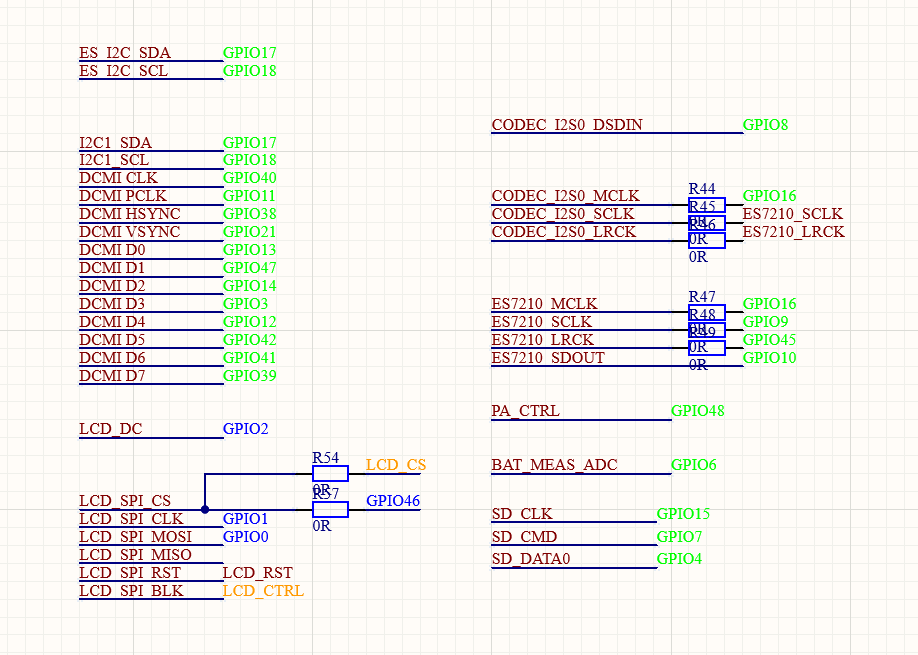 ES_I2C_SDA GPIO17
ES_I2C_SCL GPIO18
I2C1_SDA GPIO17
I2C1_SCL GPIO18
DCMI CLK GPIO40
DCMI PCLK GPIO11
DCMI HSYNC GPIO38
DCMI VSYNC GPIO21
DCMI D0 GPIO13
DCMI D1 GPIO47
DCMI D2 GPIO14
DCMI D3 GPIO3
DCMI D4 GPIO12
DCMI D5 GPIO42
DCMI D6 GPIO41
DCMI D7 GPIO39
LCD_DC GPIO2
R54
LCD_CS
0R
R57
LCD_SPI_CS GPIO46
0R
LCD_SPI_CLK GPIO1
LCD_SPI_MOSI GPIO0
LCD_SPI_MISO
LCD_SPI_RST LCD_RST
LCD_SPI_BLK LCD_CTRL
CODEC_I2S0_DSDIN GPIO8
R44
CODEC_I2S0_MCLK GPIO16
R45
CODEC_I2S0_SCLK ES7210_SCLK
0R
R46
CODEC_I2S0_LRCK ES7210_LRCK
0R
0R
R47
ES7210_MCLK GPIO16
R48
ES7210_SCLK GPIO9
0R
R49
ES7210_LRCK GPIO45
0R
ES7210_SDOUT GPIO10
0R
PA_CTRL GPIO48
BAT_MEAS_ADC GPIO6
SD_CLK GPIO15
SD_CMD GPIO7
SD_DATA0 GPIO4